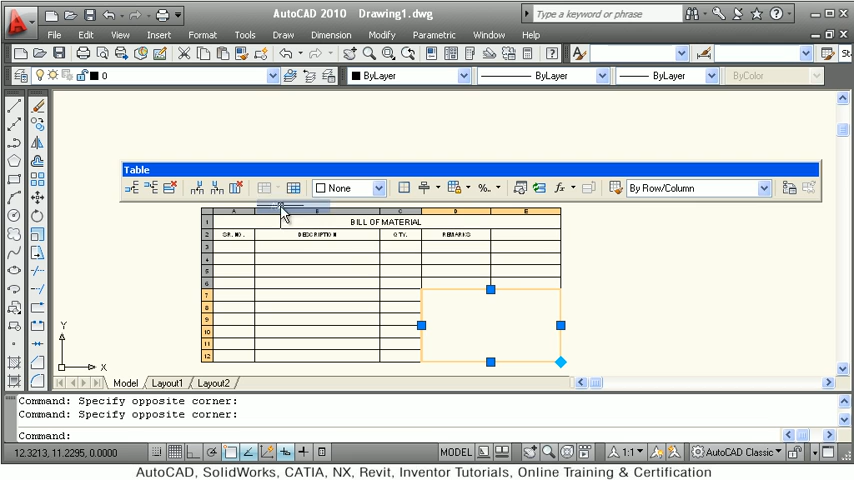 AutoCAD 2010 Drawing1.dwg
Type a keyword or phrase
File Edit View Insert Format Tools Draw Dimension Modify Parametric Window Help
0 ByLayer ByLayer ByLayer ByColor
Table
None By Row/Column
A B C D E
1 BILL OF MATERIAL
2 SR. NO. DESCRIPTION QTY. REMARKS
3
4
5
6
7
8
9
10
11
12
Y
X
Model Layout1 Layout2
Command: Specify opposite corner:
Command: Specify opposite corner:
Command:
12.3213, 11.2295, 0.0000 MODEL 1:1 AutoCAD Classic
AutoCAD, SolidWorks, CATIA, NX, Revit, Inventor Tutorials, Online Training & Certification